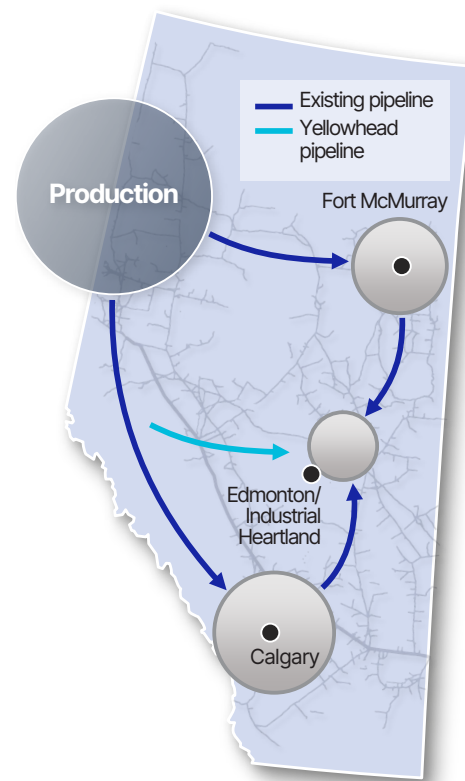 Existing pipeline
Yellowhead
pipeline
Production
Fort McMurray
Edmonton/
Industrial
Heartland
Calgary